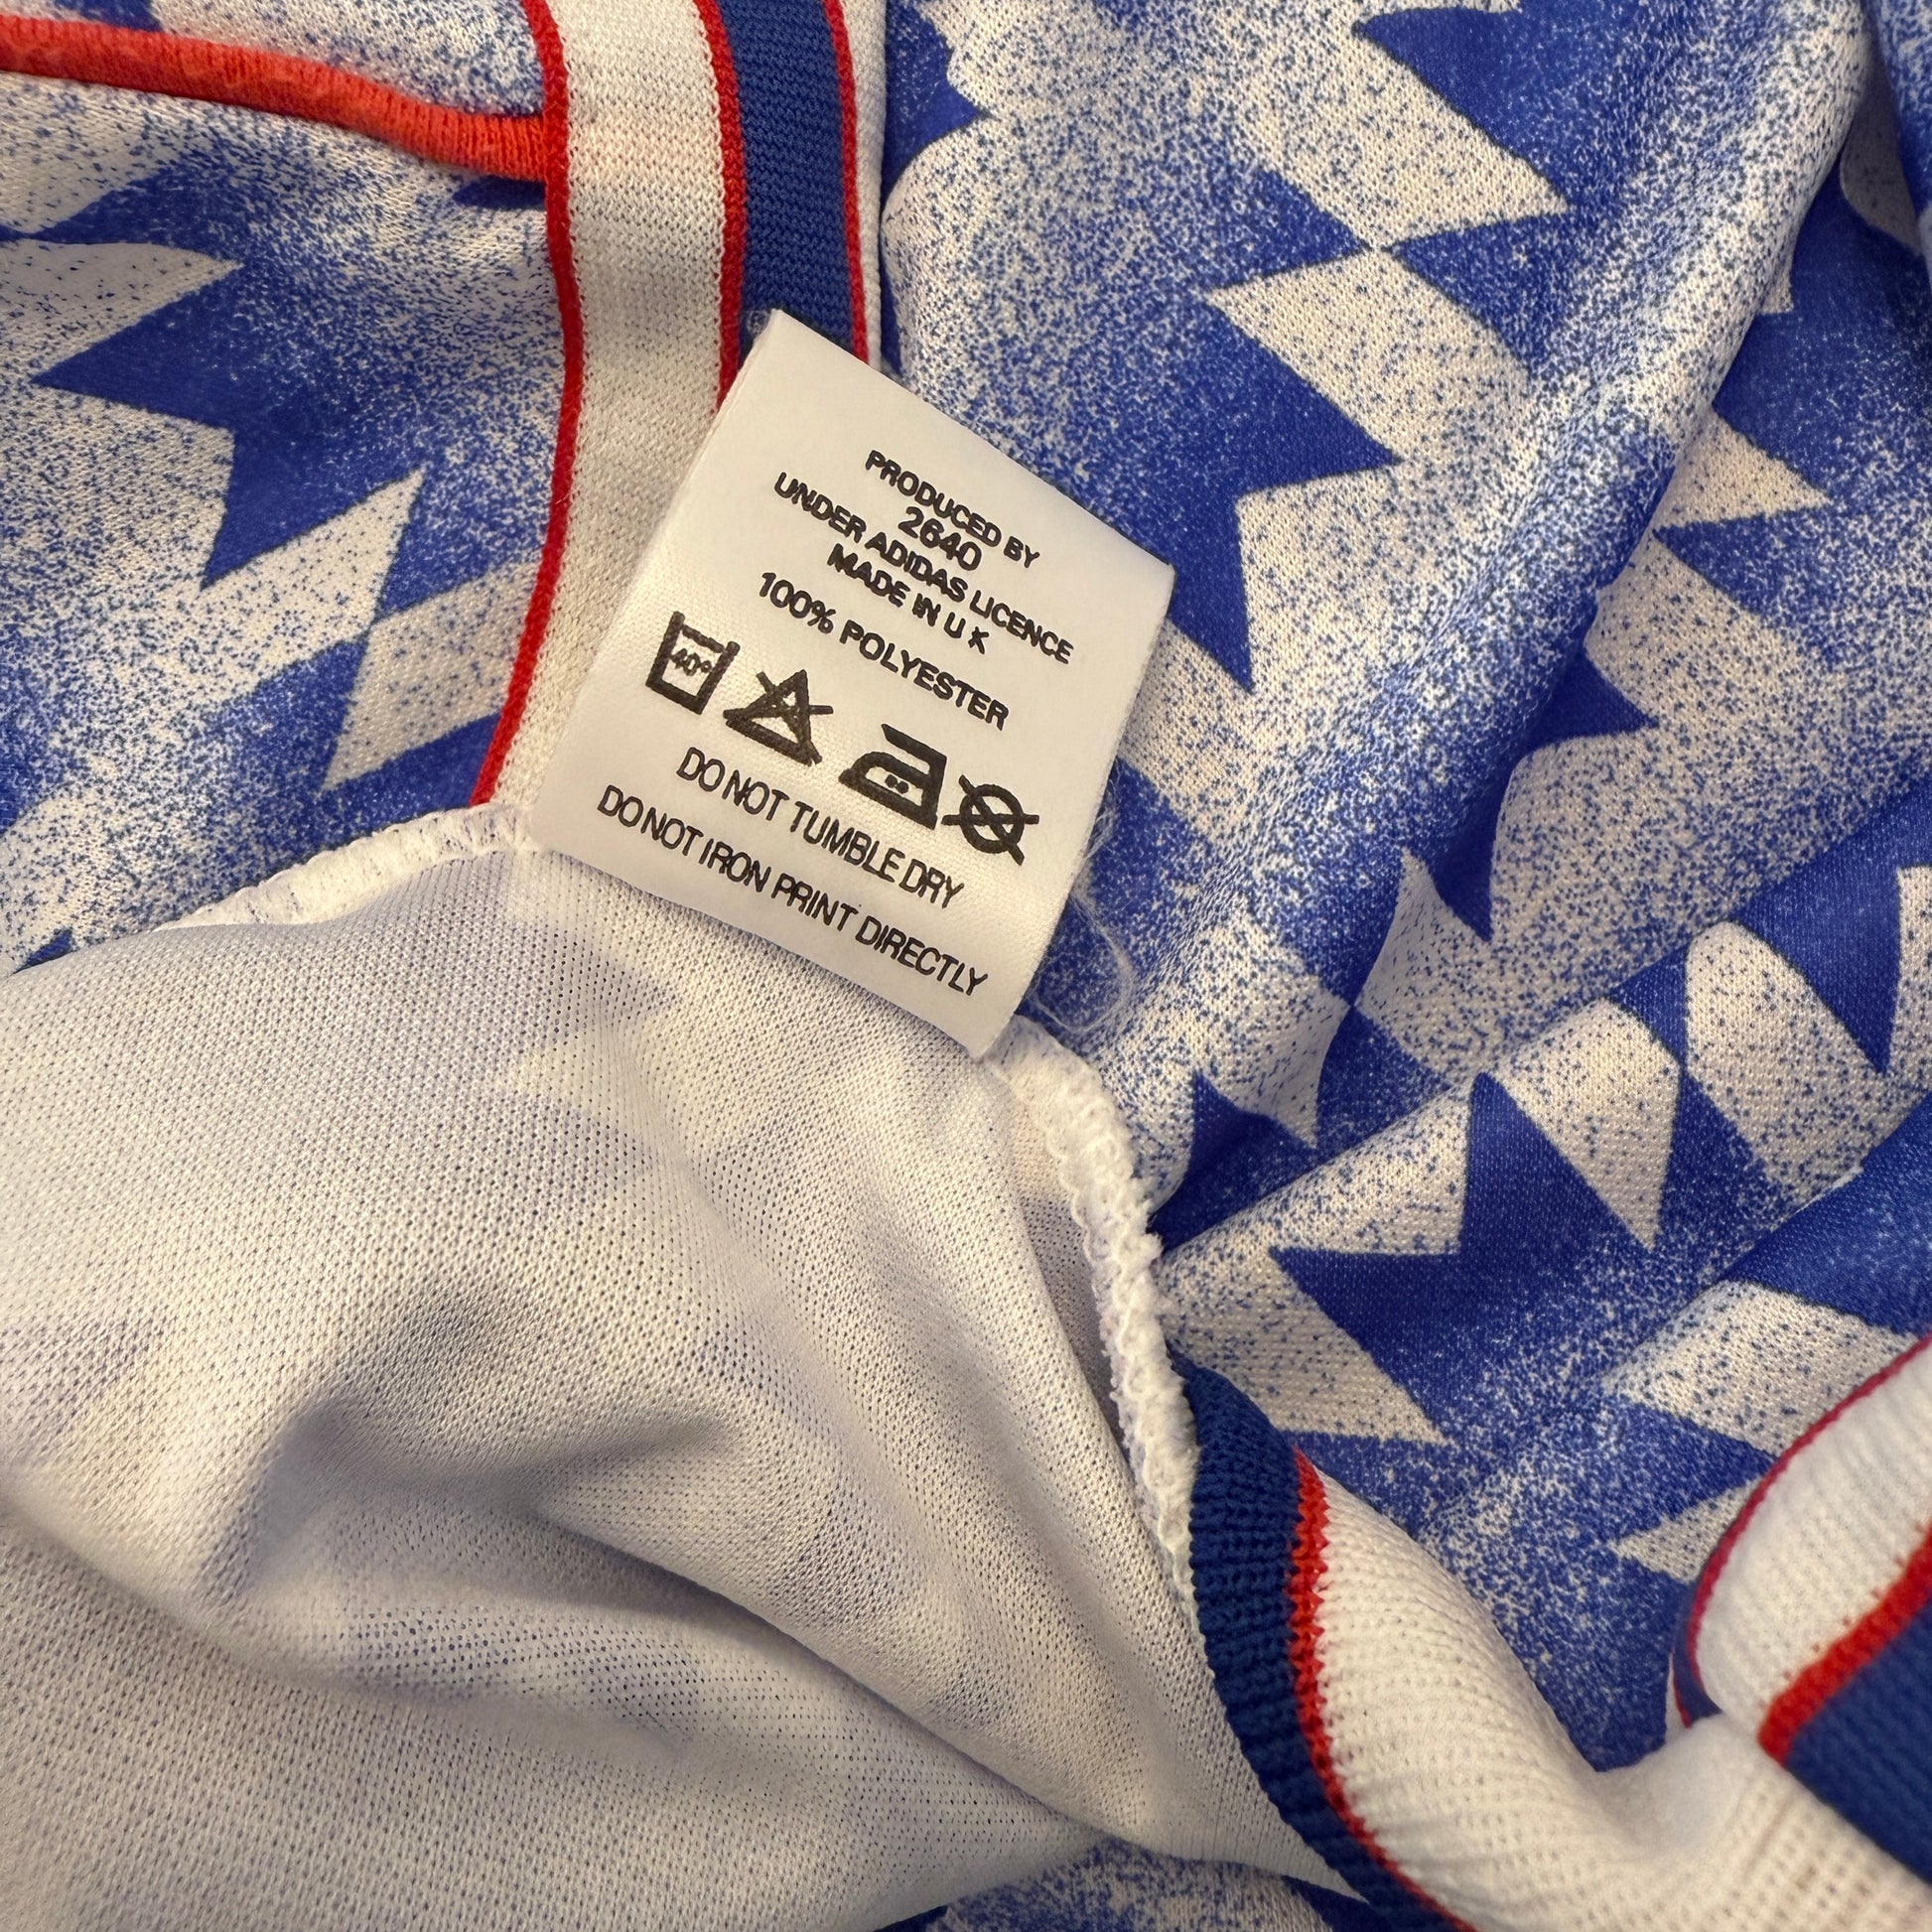 PRODUCED BY
2640
UNDER ADIDAS LICENCE
MADE IN U K
100% POLYESTER
40°
DO NOT TUMBLE DRY
DO NOT IRON PRINT DIRECTLY